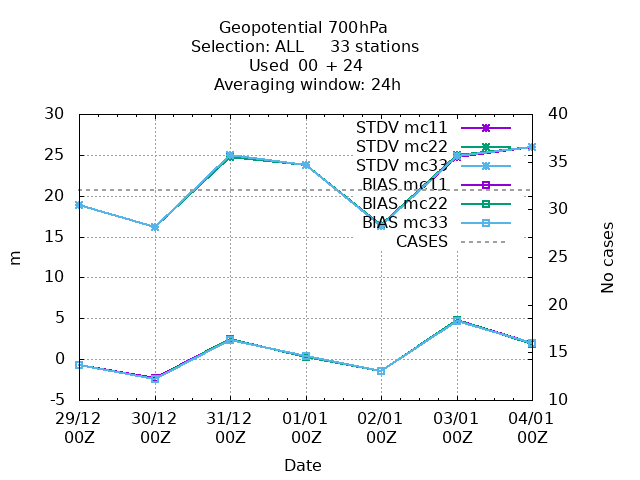 Geopotential 700hPa
Selection: ALL 33 stations
Used 00 + 24
Averaging window: 24h
30
25
20
15
10
5
0
-5
m
40
35
30
25
20
15
10
No cases
STDV mc11
STDV mc22
STDV mc33
BIAS mc11
BIAS mc22
BIAS mc33
CASES
29/12 30/12 31/12 01/01 02/01 03/01 04/01
00Z 00Z 00Z 00Z 00Z 00Z 00Z
Date